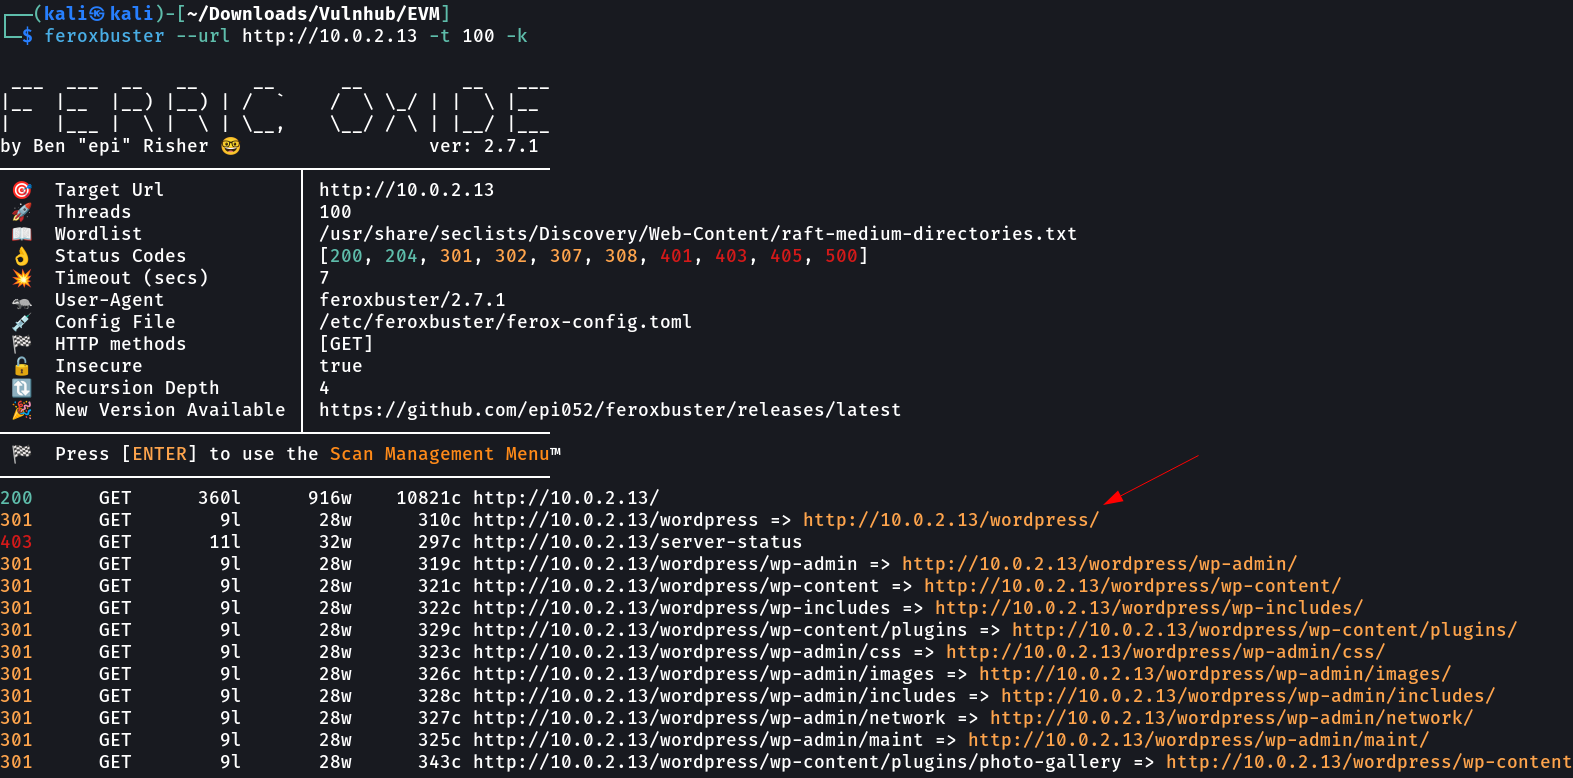 ┌──(kali㉿kali)-[~/Downloads/Vulnhub/EVM]
└─$ feroxbuster --url http://10.0.2.13 -t 100 -k
 ___  ___  __   __     __      __         __   ___
|__  |__  |__) |__) | /  `    /  \ \_/ | |  \ |__
|    |___ |  \ |  \ | \__,    \__/ / \ | |__/ |___
by Ben "epi" Risher 🤓                 ver: 2.7.1
🎯 Target Url │ http://10.0.2.13
🚀 Threads │ 100
📖 Wordlist │ /usr/share/seclists/Discovery/Web-Content/raft-medium-directories.txt
👌 Status Codes │ [200, 204, 301, 302, 307, 308, 401, 403, 405, 500]
💥 Timeout (secs) │ 7
🦡 User-Agent │ feroxbuster/2.7.1
💉 Config File │ /etc/feroxbuster/ferox-config.toml
🏁 HTTP methods │ [GET]
🔓 Insecure │ true
🔃 Recursion Depth │ 4
🎉 New Version Available │ https://github.com/epi052/feroxbuster/releases/latest
🏁 Press [ENTER] to use the Scan Management Menu™
200 GET 360l 916w 10821c http://10.0.2.13/
301 GET 9l 28w 310c http://10.0.2.13/wordpress => http://10.0.2.13/wordpress/
403 GET 11l 32w 297c http://10.0.2.13/server-status
301 GET 9l 28w 319c http://10.0.2.13/wordpress/wp-admin => http://10.0.2.13/wordpress/wp-admin/
301 GET 9l 28w 321c http://10.0.2.13/wordpress/wp-content => http://10.0.2.13/wordpress/wp-content/
301 GET 9l 28w 322c http://10.0.2.13/wordpress/wp-includes => http://10.0.2.13/wordpress/wp-includes/
301 GET 9l 28w 329c http://10.0.2.13/wordpress/wp-content/plugins => http://10.0.2.13/wordpress/wp-content/plugins/
301 GET 9l 28w 323c http://10.0.2.13/wordpress/wp-admin/css => http://10.0.2.13/wordpress/wp-admin/css/
301 GET 9l 28w 326c http://10.0.2.13/wordpress/wp-admin/images => http://10.0.2.13/wordpress/wp-admin/images/
301 GET 9l 28w 328c http://10.0.2.13/wordpress/wp-admin/includes => http://10.0.2.13/wordpress/wp-admin/includes/
301 GET 9l 28w 327c http://10.0.2.13/wordpress/wp-admin/network => http://10.0.2.13/wordpress/wp-admin/network/
301 GET 9l 28w 325c http://10.0.2.13/wordpress/wp-admin/maint => http://10.0.2.13/wordpress/wp-admin/maint/
301 GET 9l 28w 343c http://10.0.2.13/wordpress/wp-content/plugins/photo-gallery => http://10.0.2.13/wordpress/wp-content